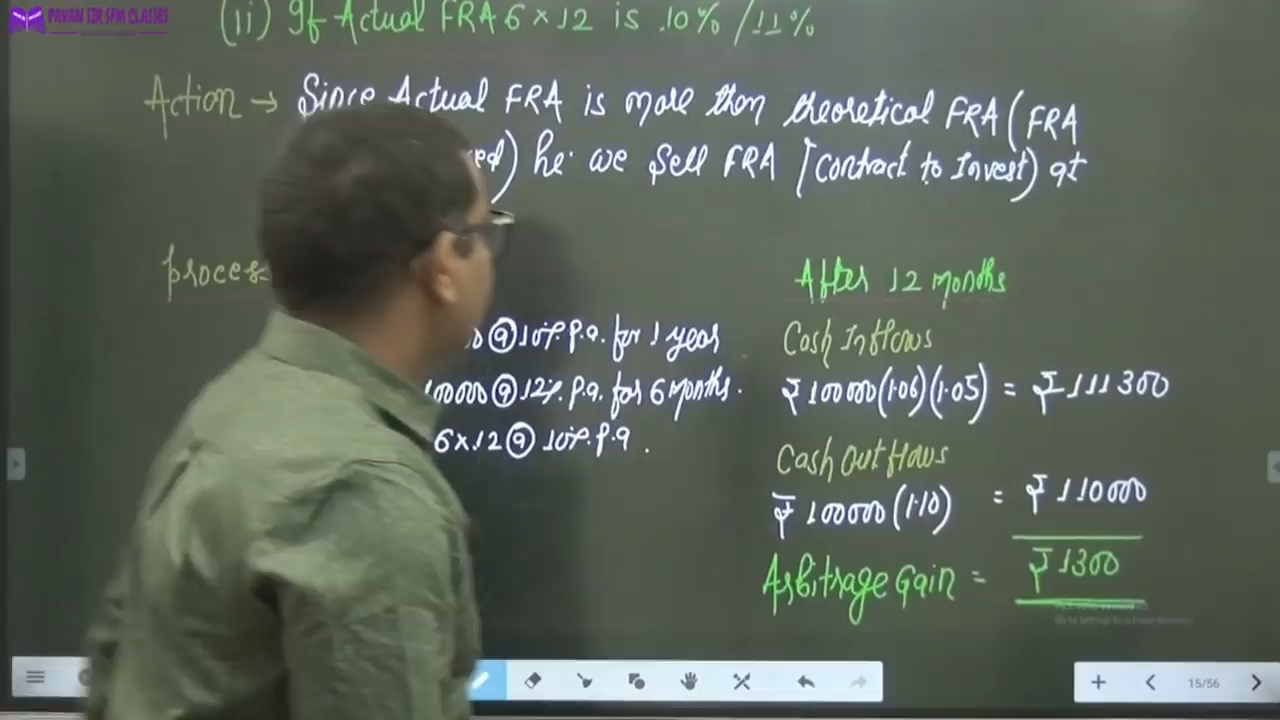 PAVAN SIR SFM CLASSES
(ii) If Actual FRA 6 × 12 is 10% / 11%
Action → Since Actual FRA is more than theoretical FRA (FRA
) he we Sell FRA [Contract to Invest) at
Process
After 12 months
@ 10% P.a. for 1 year
Cash Inflows
10000 @ 12% P.a. for 6 months.
₹ 100000 (1.06) (1.05) = ₹ 111300
6 × 12 @ 10% P.a.
Cash Outflows
₹ 100000 (1.10) = ₹ 110000
Arbitrage Gain = ₹ 1300
15/56